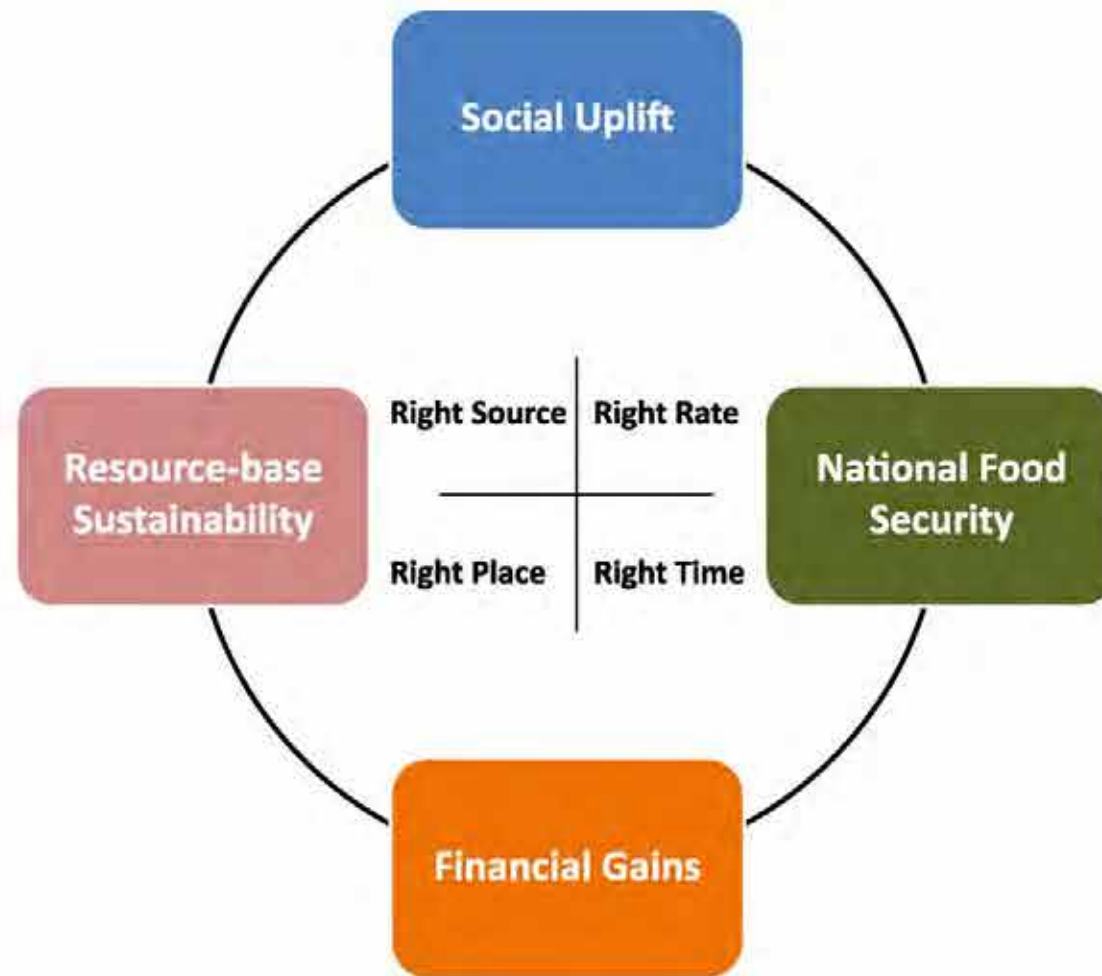 Social Uplift
Right Source
Right Rate
Resource-base
Sustainability
National Food
Security
Right Place
Right Time
Financial Gains